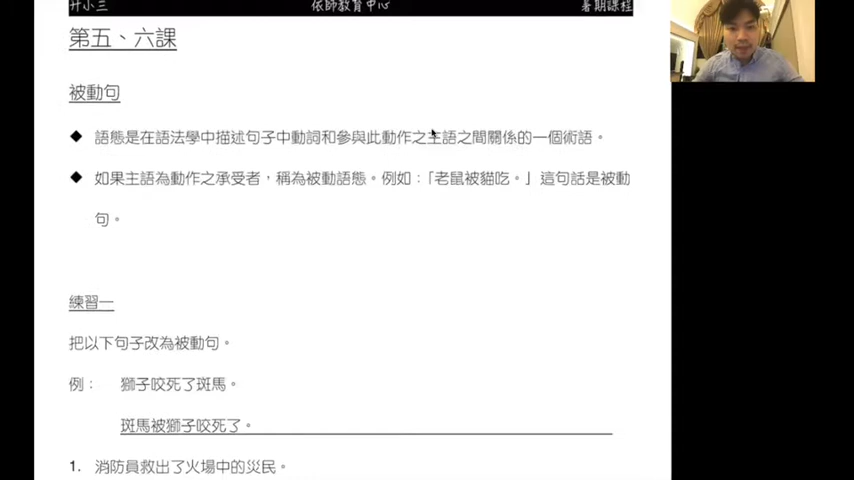 升小三 依師教育中心 暑期課程
第五、六課
被動句
◆ 語態是在語法學中描述句子中動詞和參與此動作之主語之間關係的一個術語。
◆ 如果主語為動作之承受者，稱為被動語態。例如：「老鼠被貓吃。」這句話是被動
句。
練習一
把以下句子改為被動句。
例： 獅子咬死了斑馬。
斑馬被獅子咬死了。
1. 消防員救出了火場中的災民。